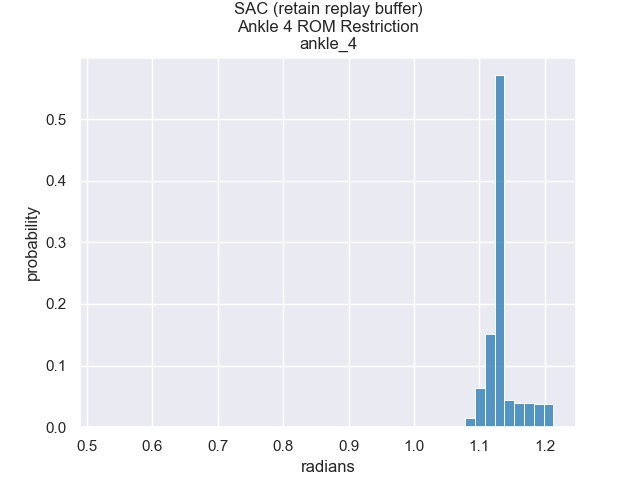 SAC (retain replay buffer)
Ankle 4 ROM Restriction
ankle_4
probability
0.5
0.4
0.3
0.2
0.1
0.0
0.5 0.6 0.7 0.8 0.9 1.0 1.1 1.2
radians